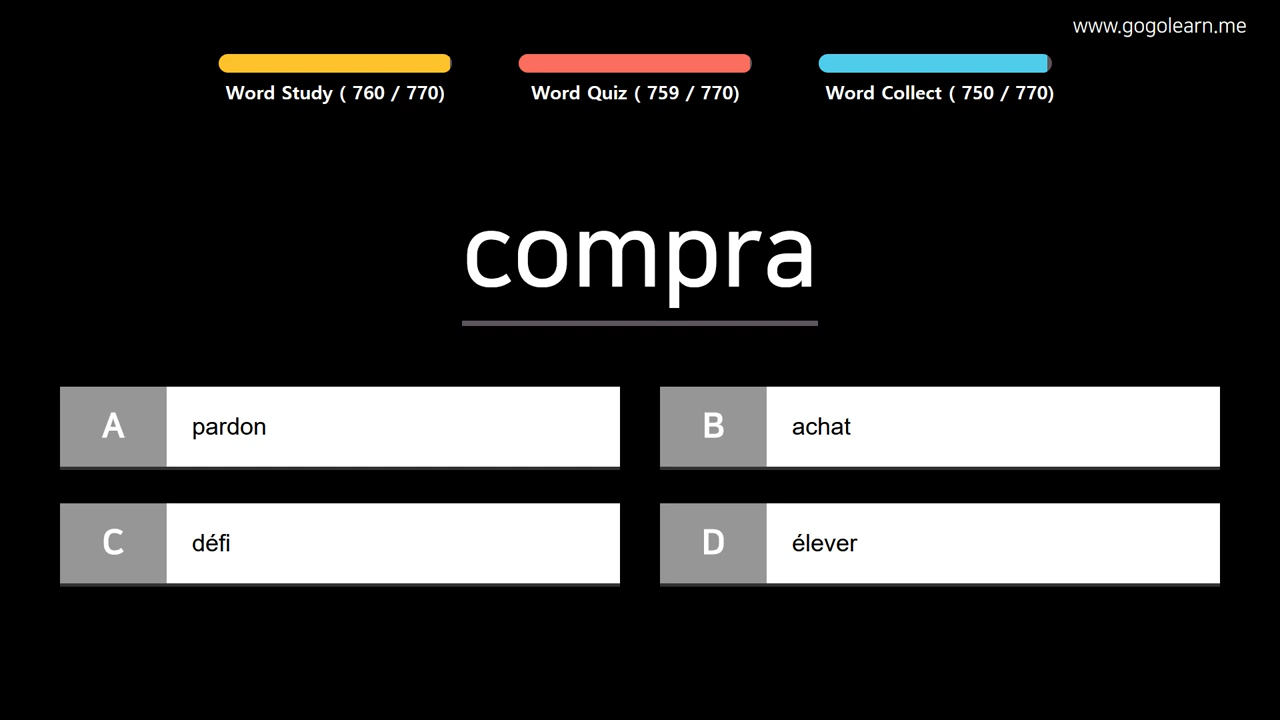 www.gogolearn.me
Word Study ( 760 / 770)
Word Quiz ( 759 / 770)
Word Collect ( 750 / 770)
compra
A pardon
B achat
C défi
D élever